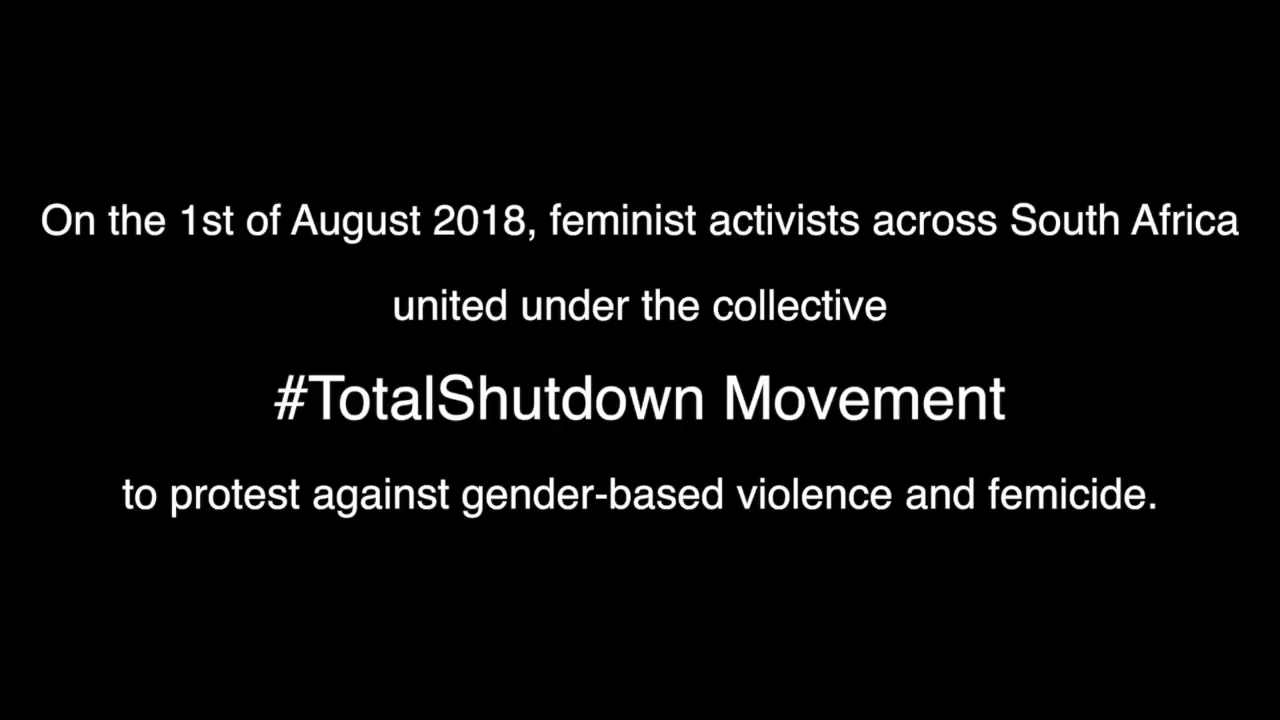 On the 1st of August 2018, feminist activists across South Africa
united under the collective
#TotalShutdown Movement
to protest against gender-based violence and femicide.